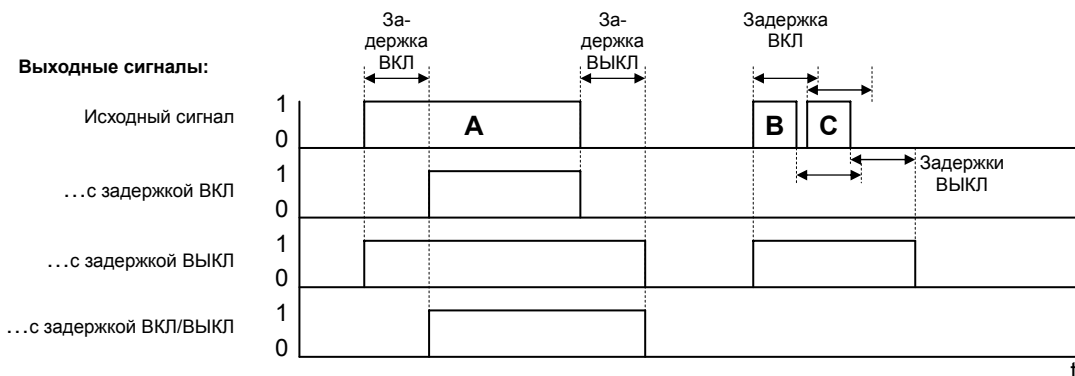 За-
держка
ВКЛ
За-
держка
ВЫКЛ
Задержка
ВКЛ
Выходные сигналы:
Исходный сигнал
1
0
A
B
C
Задержки
ВЫКЛ
…с задержкой ВКЛ
1
0
…с задержкой ВЫКЛ
1
0
…с задержкой ВКЛ/ВЫКЛ
1
0
t